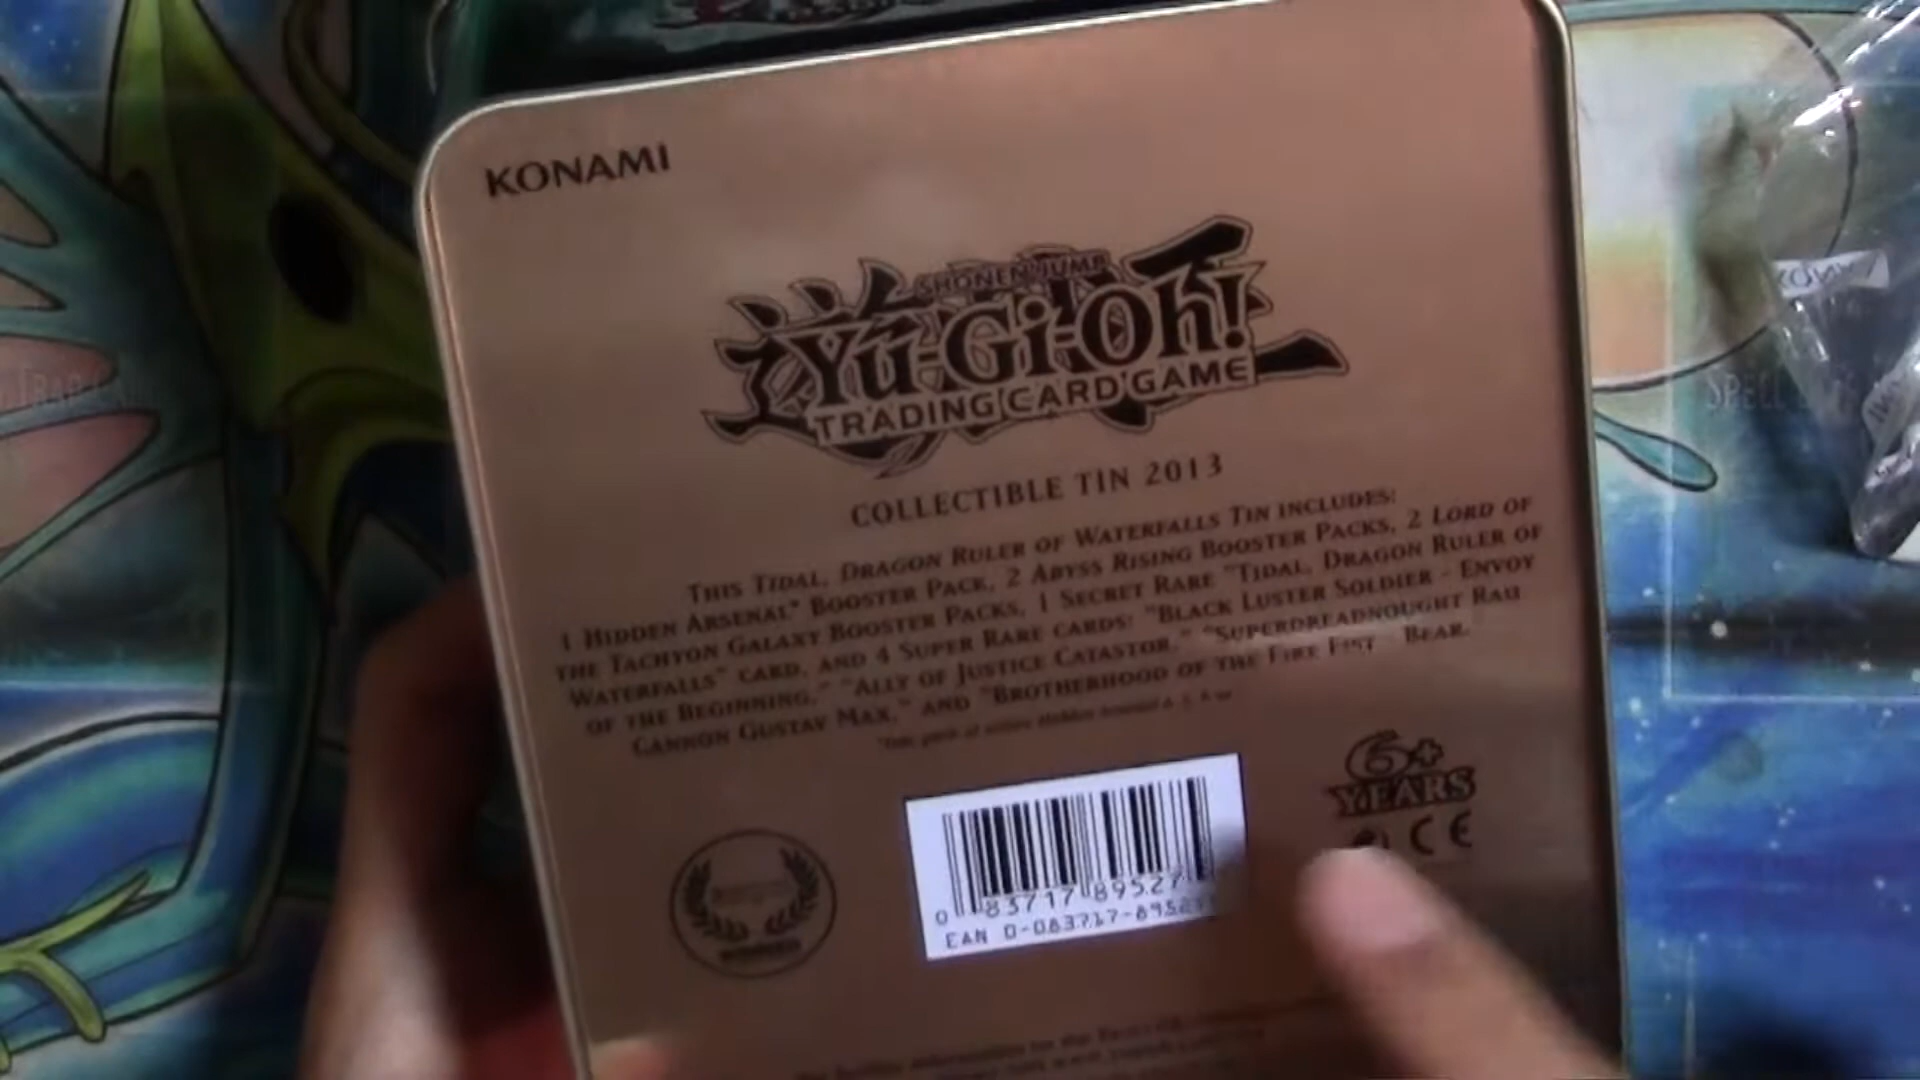 KONAMI
SHONEN JUMP
Yu-Gi-Oh!
TRADING CARD GAME
COLLECTIBLE TIN 2013
THIS TIDAL, DRAGON RULER OF WATERFALLS TIN INCLUDES:
1 HIDDEN ARSENAL* BOOSTER PACK, 2 ABYSS RISING BOOSTER PACKS, 2 LORD OF
THE TACHYON GALAXY BOOSTER PACKS, 1 SECRET RARE "TIDAL, DRAGON RULER OF
WATERFALLS" CARD, AND 4 SUPER RARE CARDS: "BLACK LUSTER SOLDIER - ENVOY
OF THE BEGINNING," "ALLY OF JUSTICE CATASTOR," "SUPERDREADNOUGHT RAIL
CANNON GUSTAV MAX," AND "BROTHERHOOD OF THE FIRE FIST - BEAR.
6+
YEARS
CE
0 83717 89527
EAN 0-083717-8952
KONAMI
SPELL
TRAP